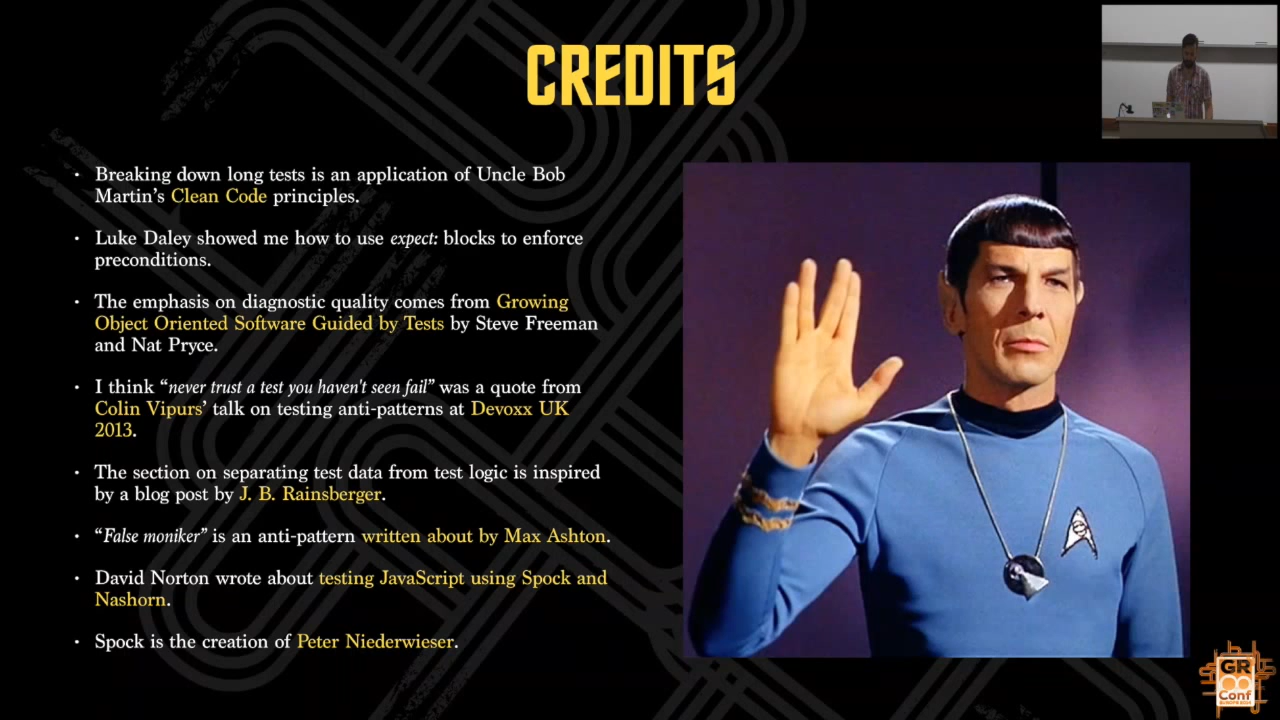 CREDITS
• Breaking down long tests is an application of Uncle Bob
Martin’s Clean Code principles.
• Luke Daley showed me how to use expect: blocks to enforce
preconditions.
• The emphasis on diagnostic quality comes from Growing
Object Oriented Software Guided by Tests by Steve Freeman
and Nat Pryce.
• I think “never trust a test you haven't seen fail” was a quote from
Colin Vipurs’ talk on testing anti-patterns at Devoxx UK
2013.
• The section on separating test data from test logic is inspired
by a blog post by J. B. Rainsberger.
• “False moniker” is an anti-pattern written about by Max Ashton.
• David Norton wrote about testing JavaScript using Spock and
Nashorn.
• Spock is the creation of Peter Niederwieser.
GR
Conf